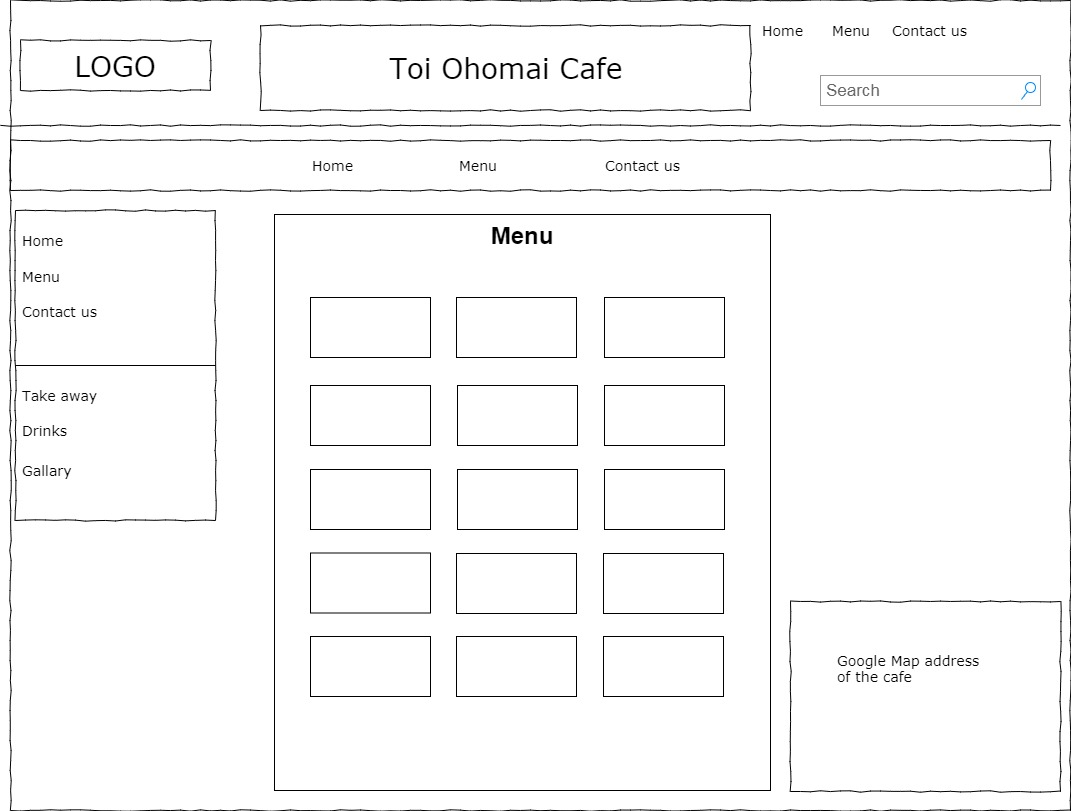 LOGO
Toi Ohomai Cafe
Home Menu Contact us
Search
Home Menu Contact us
Home
Menu
Contact us
Take away
Drinks
Gallary
Menu
Google Map address
of the cafe